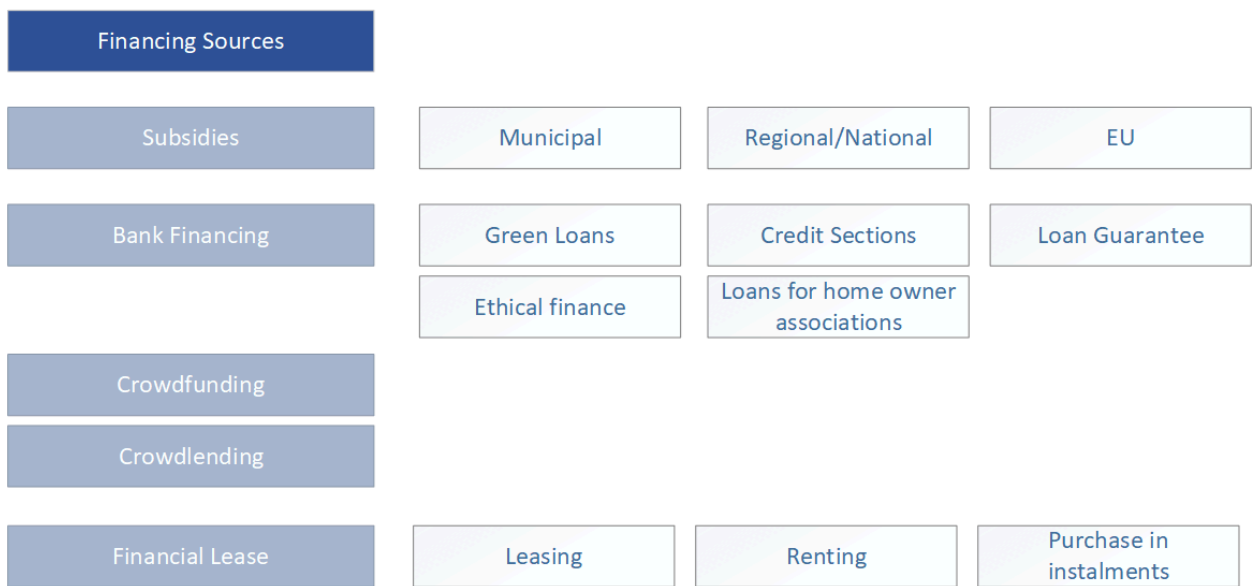 Financing Sources
Subsidies
Municipal
Regional/National
EU
Bank Financing
Green Loans
Credit Sections
Loan Guarantee
Ethical finance
Loans for home owner
associations
Crowdfunding
Crowdlending
Financial Lease
Leasing
Renting
Purchase in
instalments